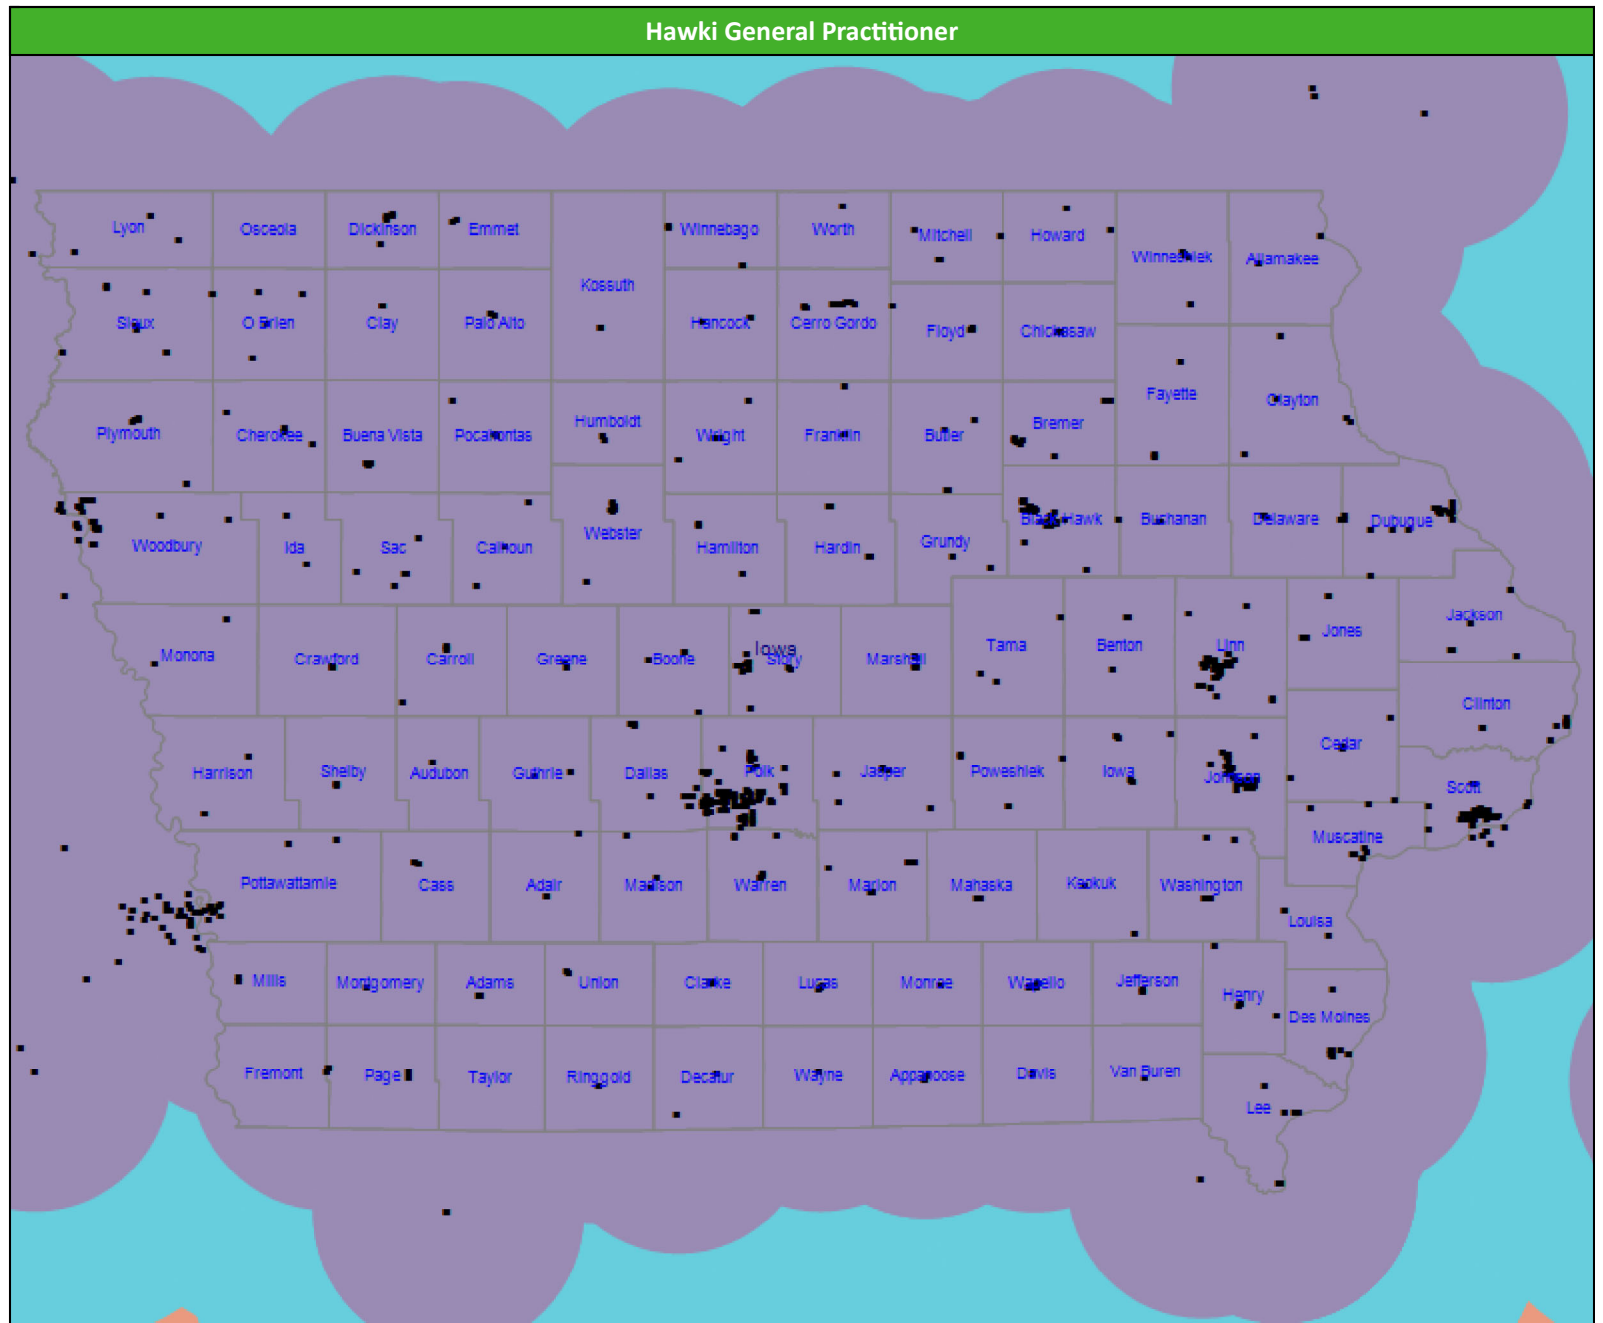 Hawki General Practitioner
Lyon
Osceola
Dickinson
Emmet
Winnebago
Worth
Mitchell
Howard
Winneshiek
Allamakee
Kossuth
Sioux
O Brien
Clay
Palo Alto
Hancock
Cerro Gordo
Floyd
Chickasaw
Fayette
Clayton
Plymouth
Cherokee
Buena Vista
Pocahontas
Humboldt
Wright
Franklin
Butler
Bremer
Woodbury
Ida
Sac
Calhoun
Webster
Hamilton
Hardin
Grundy
Black Hawk
Buchanan
Delaware
Dubuque
Monona
Crawford
Carroll
Greene
Boone
Iowa
Story
Marshall
Tama
Benton
Linn
Jones
Jackson
Clinton
Harrison
Shelby
Audubon
Guthrie
Dallas
Polk
Jasper
Poweshiek
Iowa
Johnson
Cedar
Scott
Muscatine
Pottawattamie
Cass
Adair
Madison
Warren
Marion
Mahaska
Keokuk
Washington
Louisa
Mills
Montgomery
Adams
Union
Clarke
Lucas
Monroe
Wapello
Jefferson
Henry
Des Moines
Fremont
Page
Taylor
Ringgold
Decatur
Wayne
Appanoose
Davis
Van Buren
Lee